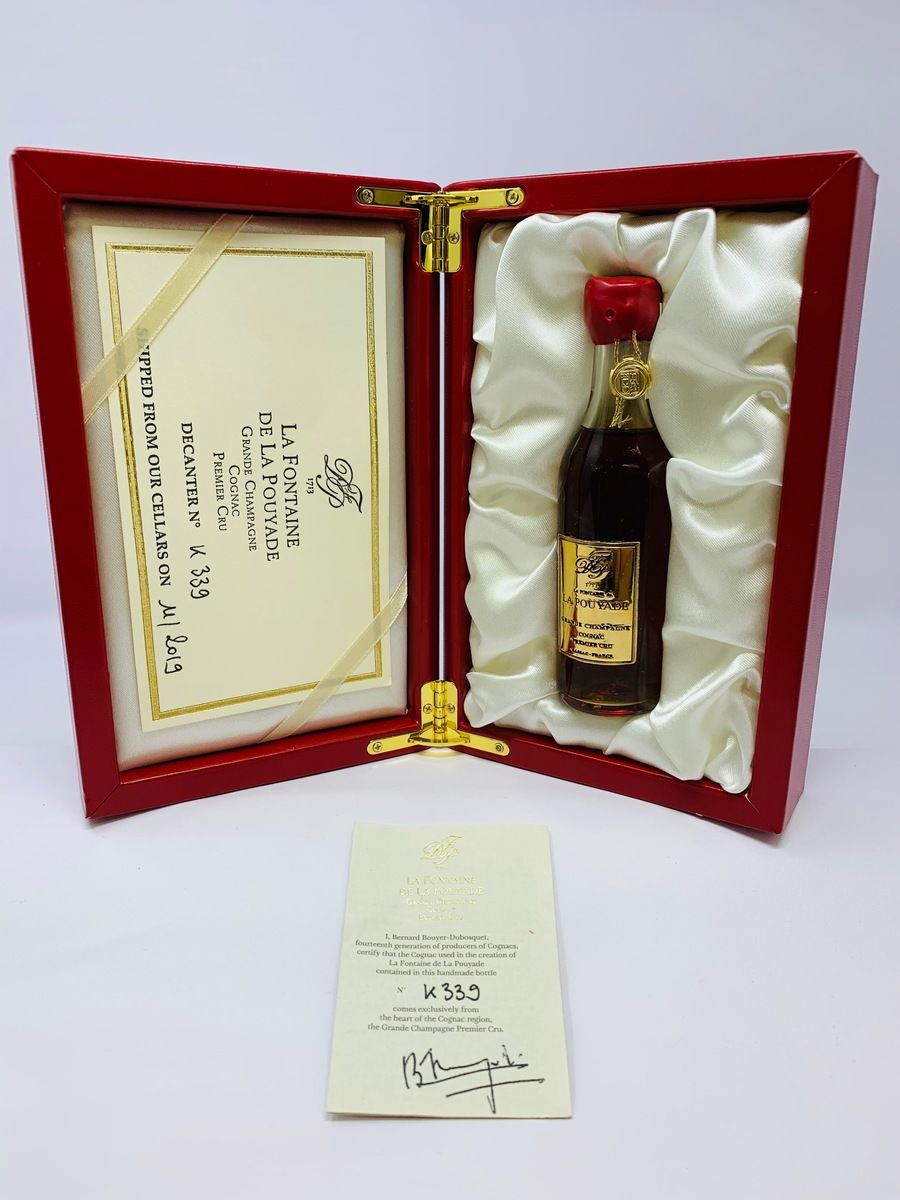 1713
LA FONTAINE
DE LA POUYADE
GRANDE CHAMPAGNE
COGNAC
PREMIER CRU
DECANTER N° K 339
SHIPPED FROM OUR CELLARS ON 11/2019
LA POUYADE
GRANDE CHAMPAGNE
COGNAC
PREMIER CRU
LA FONTAINE
DE LA POUYADE
I, Bernard Bouyer-Dubosquet,
fourteenth generation of producers of Cognacs,
certify that the Cognac used in the creation of
La Fontaine de La Pouyade
contained in this handmade bottle
N° K339
comes exclusively from
the heart of the Cognac region,
the Grande Champagne Premier Cru.